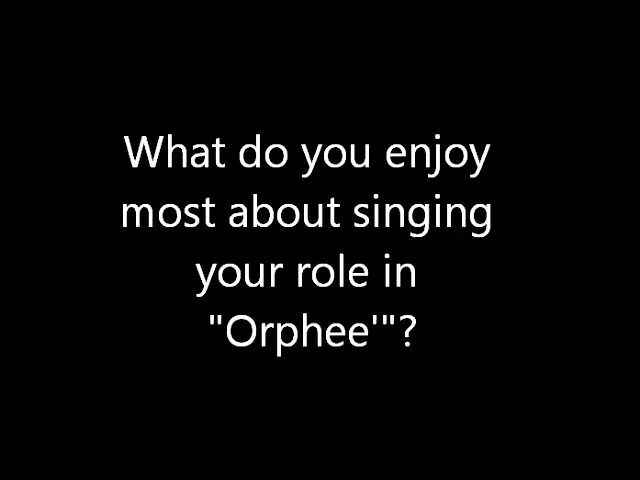 What do you enjoy
most about singing
your role in
"Orphee'"?